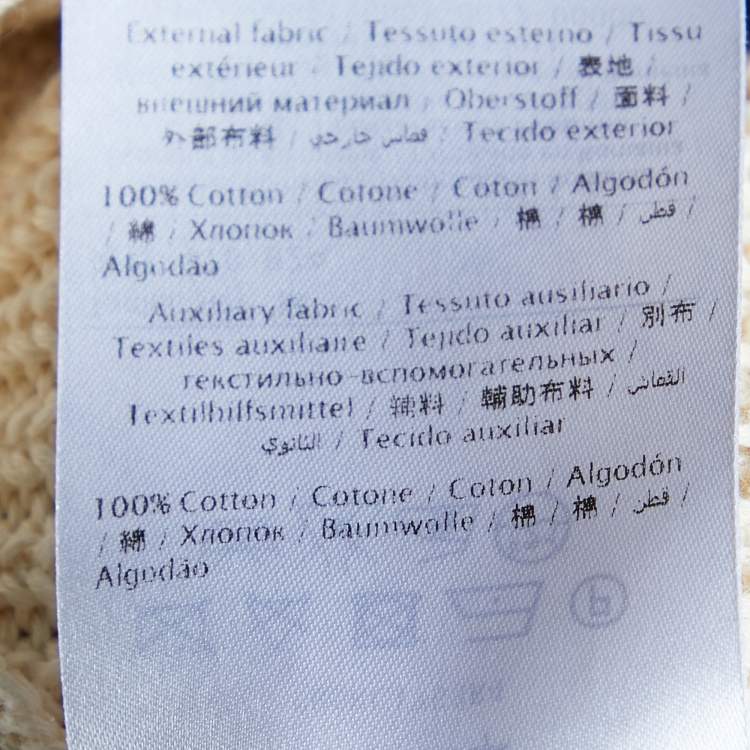 External fabric / Tessuto esterno / Tissu
extérieur / Tejido exterior / 表地 /
внешний материал / Oberstoff / 面料 /
外部布料 / قماس خارجي / Tecido exterior
100% Cotton / Cotone / Coton / Algodón
/ 綿 / Хлопок / Baumwolle / 棉 / 棉 / قطن /
Algodão
Auxiliary fabric / Tessuto ausiliario /
Textiles auxiliaire / Tejido auxiliar / 別布 /
текстильно-вспомогательных /
Textilhilfsmittel / 辅料 / 輔助布料 / القماش
الثانوي / Tecido auxiliar
100% Cotton / Cotone / Coton / Algodón
/ 綿 / Хлопок / Baumwolle / 棉 / 棉 / قطن /
Algodão